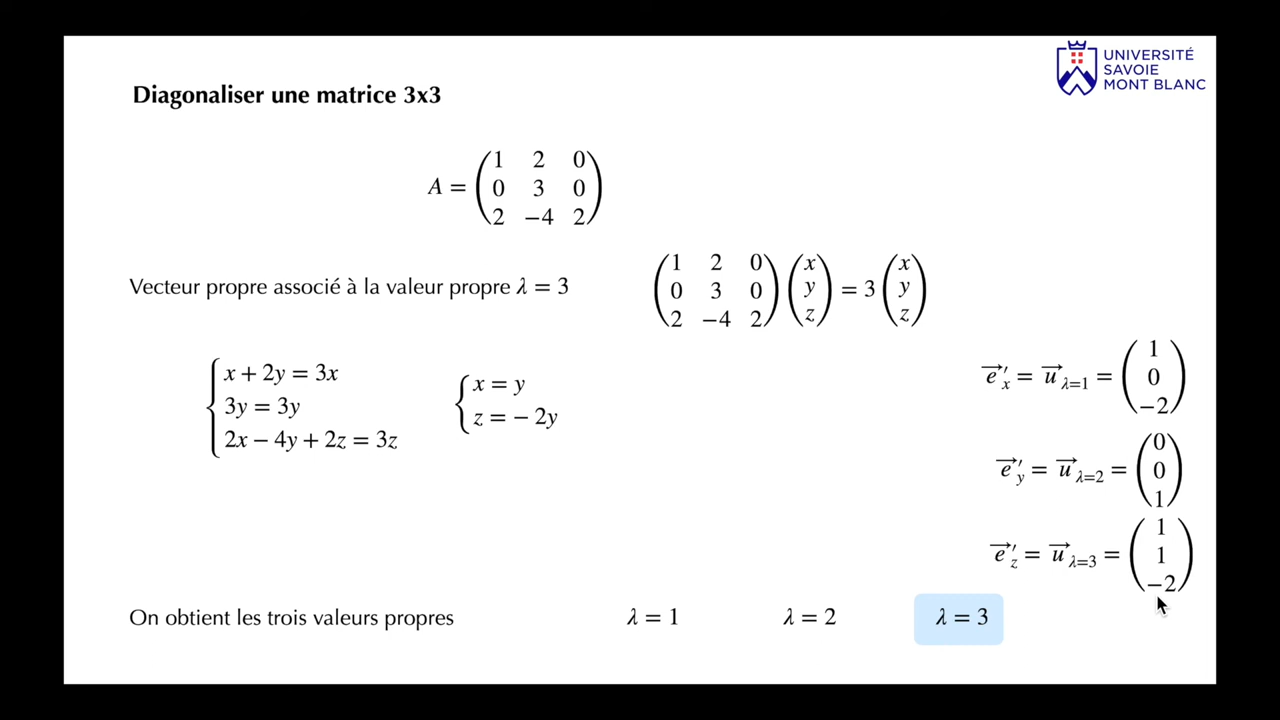 UNIVERSITÉ
SAVOIE
MONT BLANC
Diagonaliser une matrice 3x3
A = (1 2 0
0 3 0
2 −4 2)
Vecteur propre associé à la valeur propre λ = 3
(1 2 0
0 3 0
2 −4 2) (x y z) = 3 (x y z)
x + 2y = 3x
3y = 3y
2x − 4y + 2z = 3z
x = y
z = − 2y
e⃗′x = u⃗λ=1 = (1 0 −2)
e⃗′y = u⃗λ=2 = (0 0 1)
e⃗′z = u⃗λ=3 = (1 1 −2)
On obtient les trois valeurs propres λ = 1 λ = 2 λ = 3